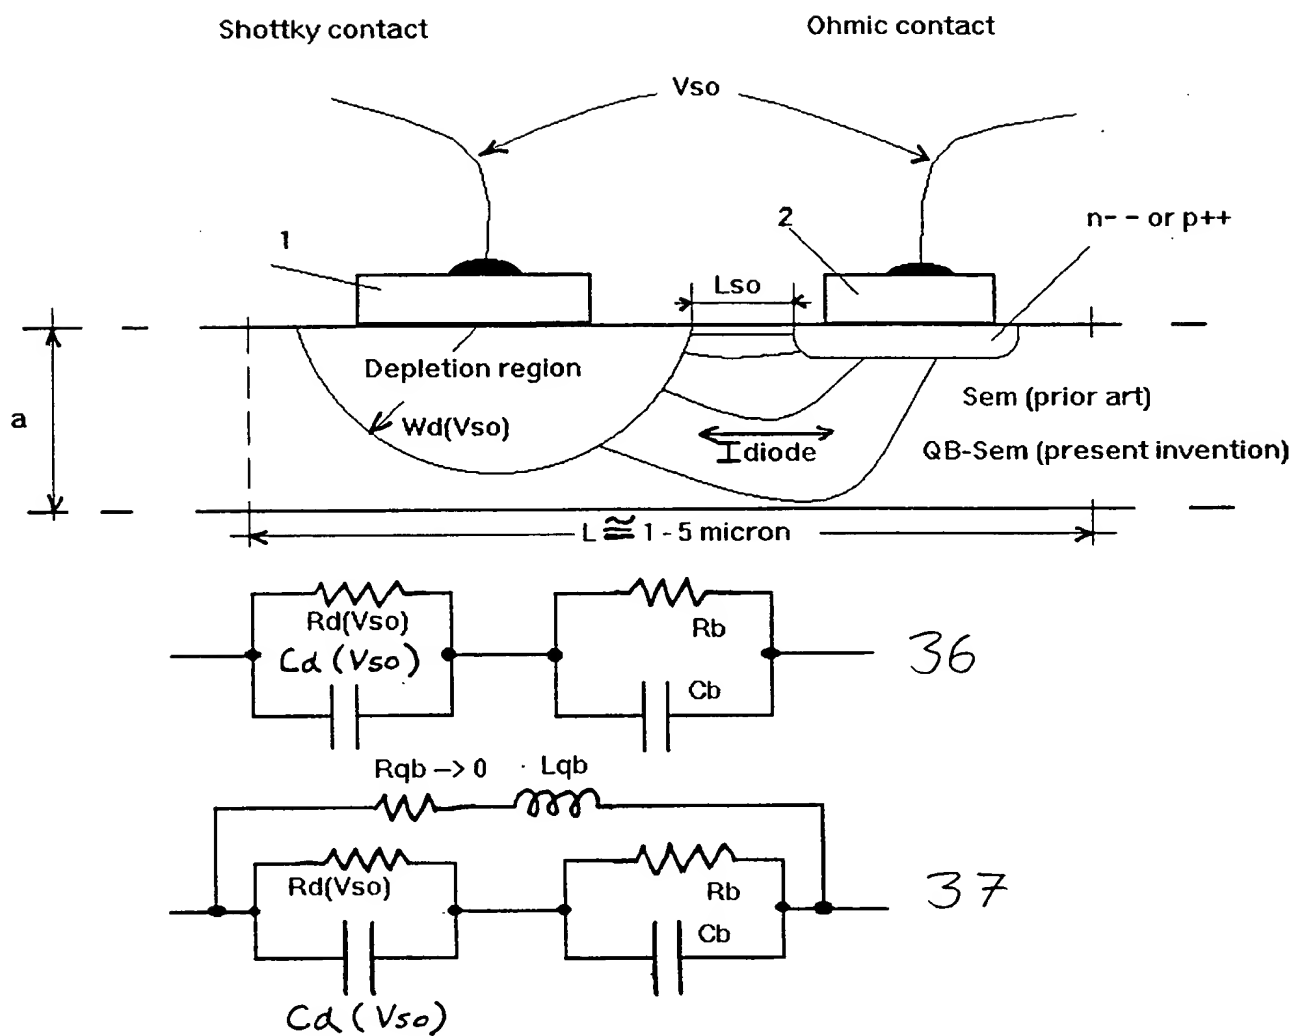 Shottky contact
Ohmic contact
Vso
n-- or p++
1
2
Lso
Depletion region
a
Wd(Vso)
Sem (prior art)
I diode
QB-Sem (present invention)
L ≅ 1 - 5 micron
Rd(Vso)
Rb
Cd (Vso)
36
Cb
Rqb –> 0
Lqb
Rd(Vso)
Rb
37
Cb
Cd (Vso)